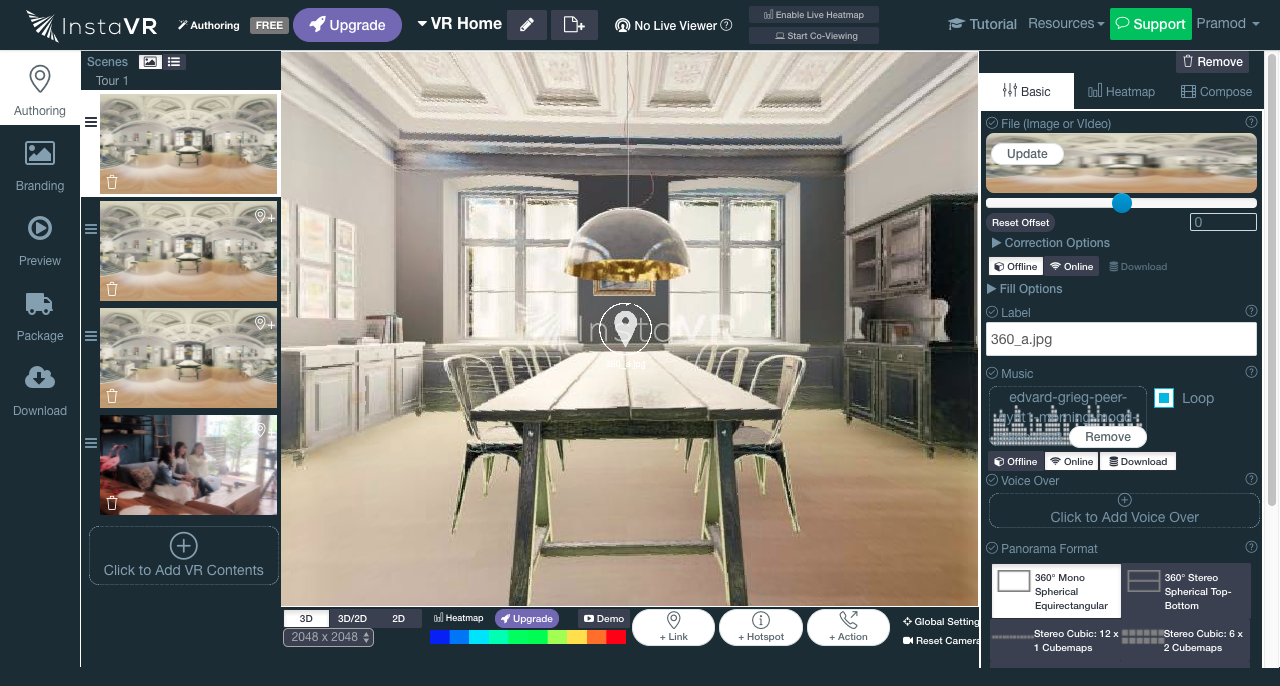 InstaVR
Authoring
FREE
Upgrade
VR Home
No Live Viewer
Enable Live Heatmap
Start Co-Viewing
Tutorial
Resources
Support
Pramod
Authoring
Branding
Preview
Package
Download
Scenes
Tour 1
Click to Add VR Contents
InstaVR
360_a.jpg
3D
3D/2D
2D
2048 x 2048
Heatmap
Upgrade
Demo
+ Link
+ Hotspot
+ Action
Global Setting
Reset Camera
Remove
Basic
Heatmap
Compose
File (Image or VIdeo)
Update
Reset Offset
0
Correction Options
Offline
Online
Download
Fill Options
Label
360_a.jpg
Music
edvard-grieg-peer-
gynt1-morning-mood-
Loop
Remove
Offline
Online
Download
Voice Over
Click to Add Voice Over
Panorama Format
360° Mono
Spherical
Equirectangular
360° Stereo
Spherical Top-
Bottom
Stereo Cubic: 12 x
1 Cubemaps
Stereo Cubic: 6 x
2 Cubemaps